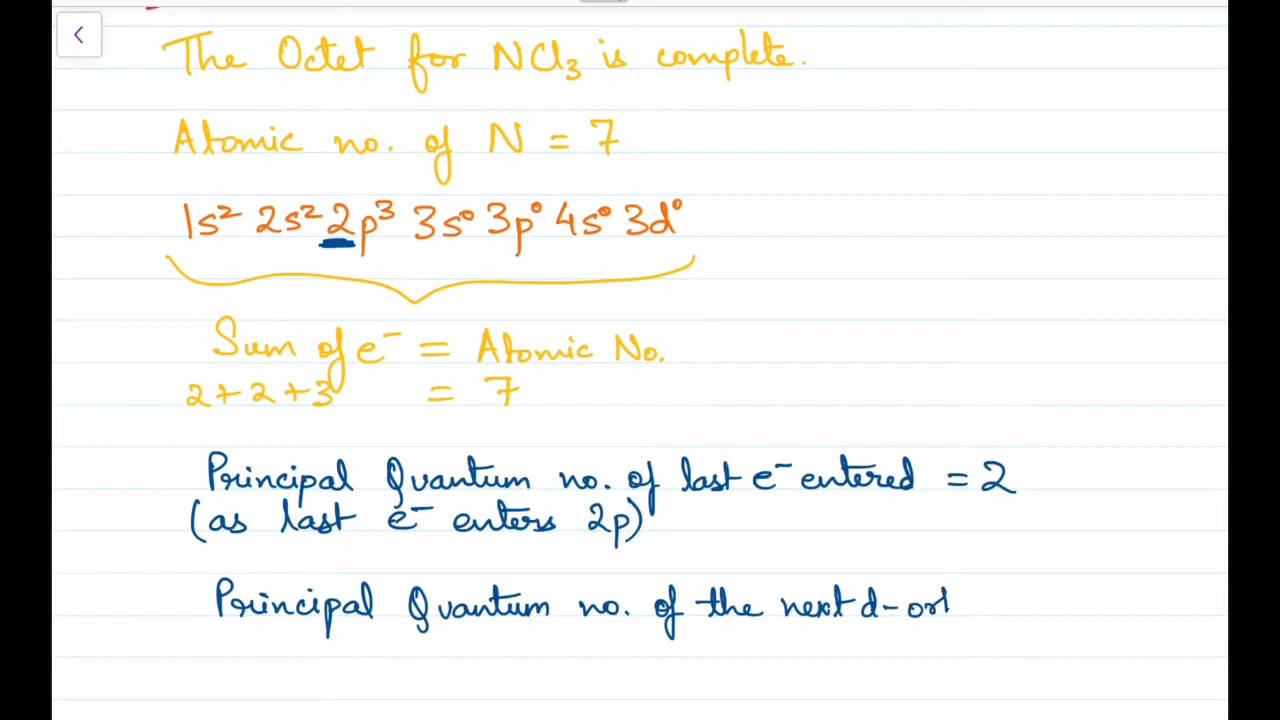 The Octet for NCl₃ is complete.
Atomic no. of N = 7
1s² 2s² 2p³ 3s⁰ 3p⁰ 4s⁰ 3d⁰
Sum of e⁻ = Atomic No.
2+2+3 = 7
Principal Quantum no. of last e⁻ entered = 2
(as last e⁻ enters 2p)
Principal Quantum no. of the next d-orl